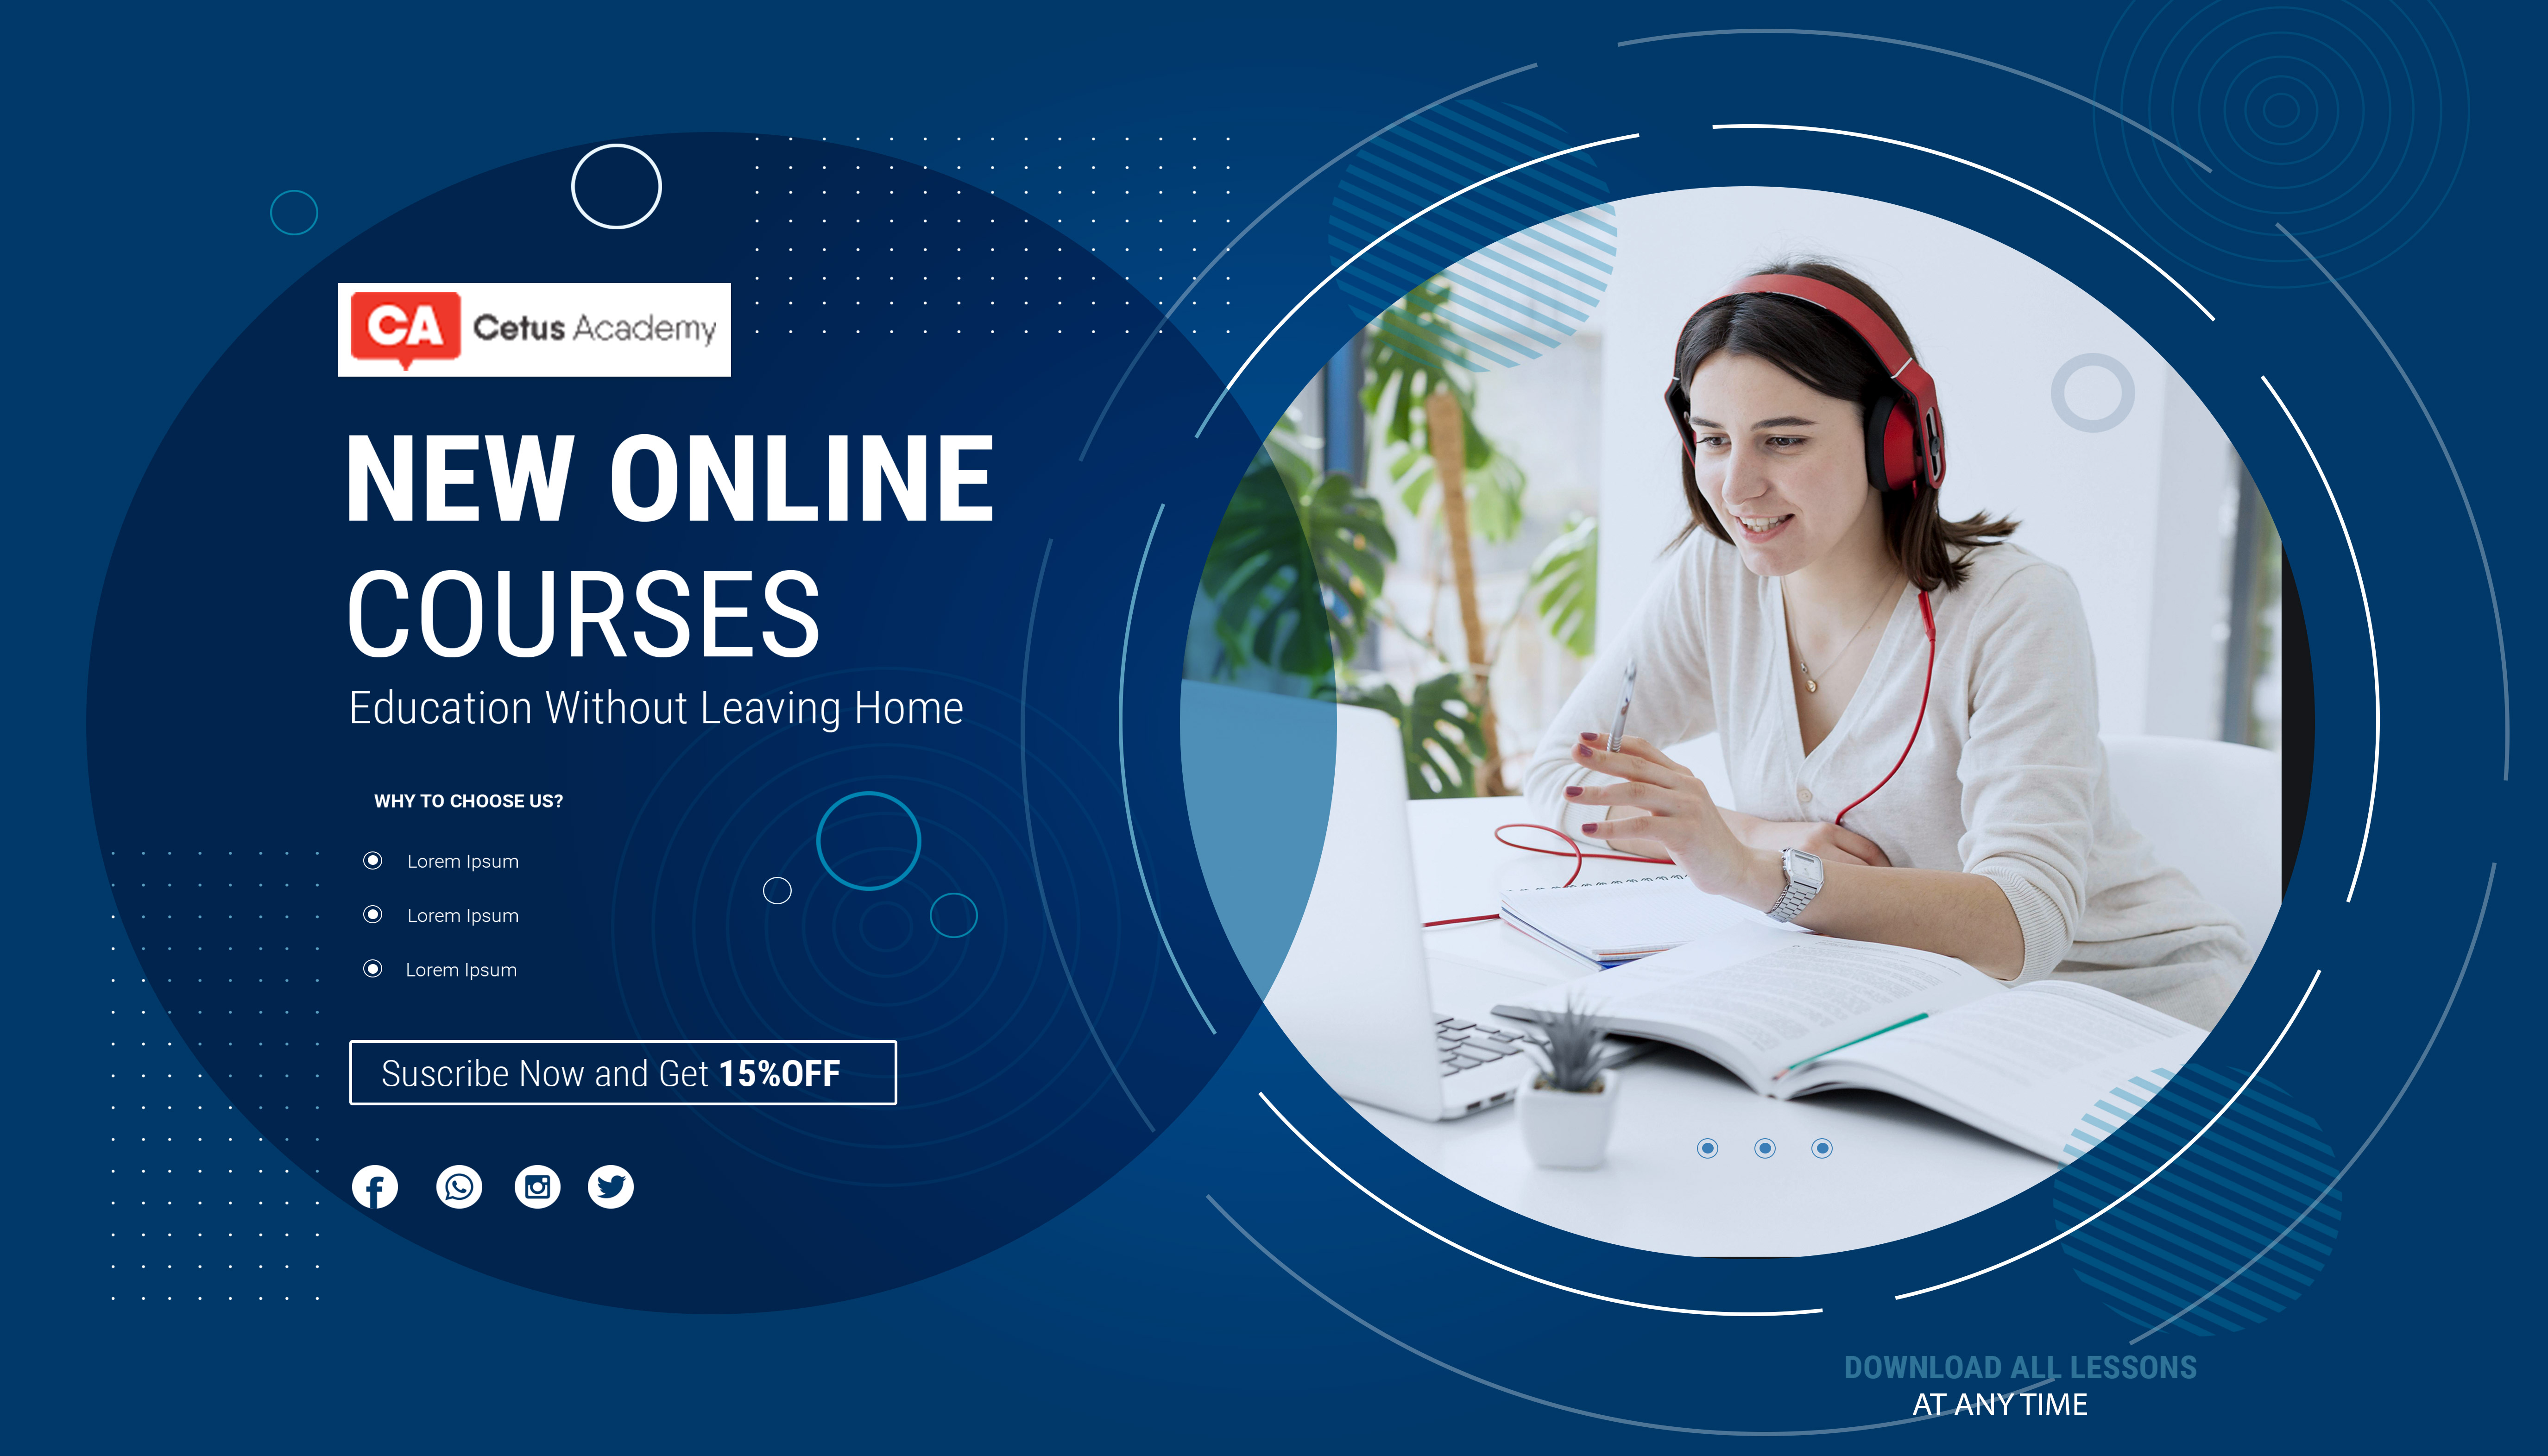 CA Cetus Academy
NEW ONLINE
COURSES
Education Without Leaving Home
WHY TO CHOOSE US?
Lorem Ipsum
Lorem Ipsum
Lorem Ipsum
Suscribe Now and Get 15%OFF
DOWNLOAD ALL LESSONS
AT ANY TIME